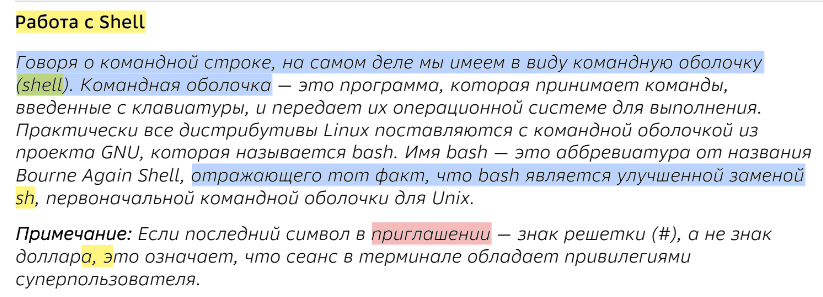 Работа с Shell
Говоря о командной строке, на самом деле мы имеем в виду командную оболочку
(shell). Командная оболочка — это программа, которая принимает команды,
введенные с клавиатуры, и передает их операционной системе для выполнения.
Практически все дистрибутивы Linux поставляются с командной оболочкой из
проекта GNU, которая называется bash. Имя bash — это аббревиатура от названия
Bourne Again Shell, отражающего тот факт, что bash является улучшенной заменой
sh, первоначальной командной оболочки для Unix.
Примечание: Если последний символ в приглашении — знак решетки (#), а не знак
доллара, это означает, что сеанс в терминале обладает привилегиями
суперпользователя.